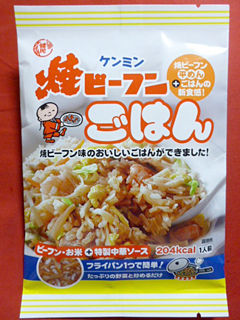 ケンミン
焼ビーフン
ごはん
焼ビーフン
平めん
+ごはんの
新食感!
焼ビーフン味のおいしいごはんができました!
ビーフン・お米+特製中華ソース
204kcal
1人前
フライパン1つで簡単!
たっぷりの野菜と炒めるだけ